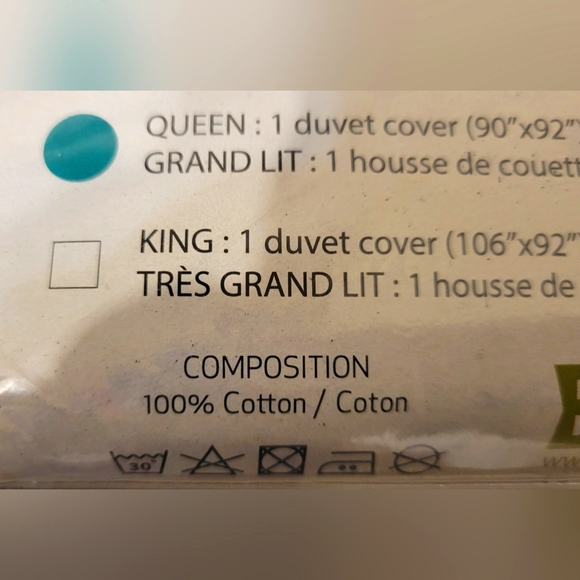 QUEEN : 1 duvet cover (90"x92"
GRAND LIT : 1 housse de couett
KING : 1 duvet cover (106"x92"
TRÈS GRAND LIT : 1 housse de
COMPOSITION
100% Cotton / Coton
30°